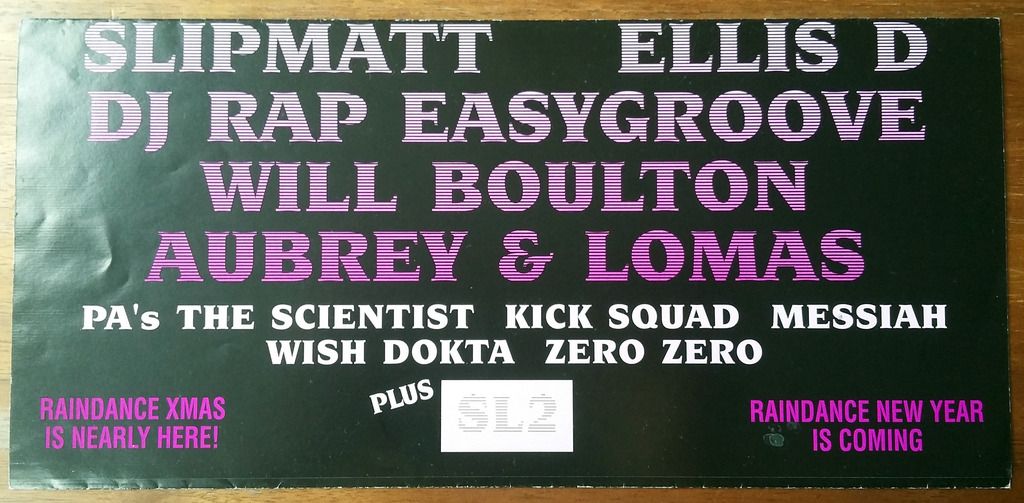 SLIPMATT ELLIS D
DJ RAP EASYGROOVE
WILL BOULTON
AUBREY & LOMAS
PA's THE SCIENTIST KICK SQUAD MESSIAH
WISH DOKTA ZERO ZERO
PLUS SL2
RAINDANCE XMAS
IS NEARLY HERE!
RAINDANCE NEW YEAR
IS COMING